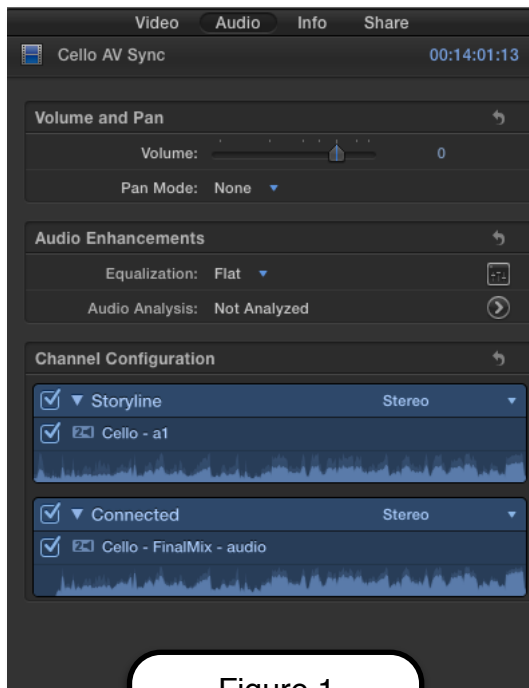 Video Audio Info Share
Cello AV Sync 00:14:01:13
Volume and Pan
Volume: 0
Pan Mode: None
Audio Enhancements
Equalization: Flat
Audio Analysis: Not Analyzed
Channel Configuration
Storyline Stereo
Cello - a1
Connected Stereo
Cello - FinalMix - audio
Figure 1